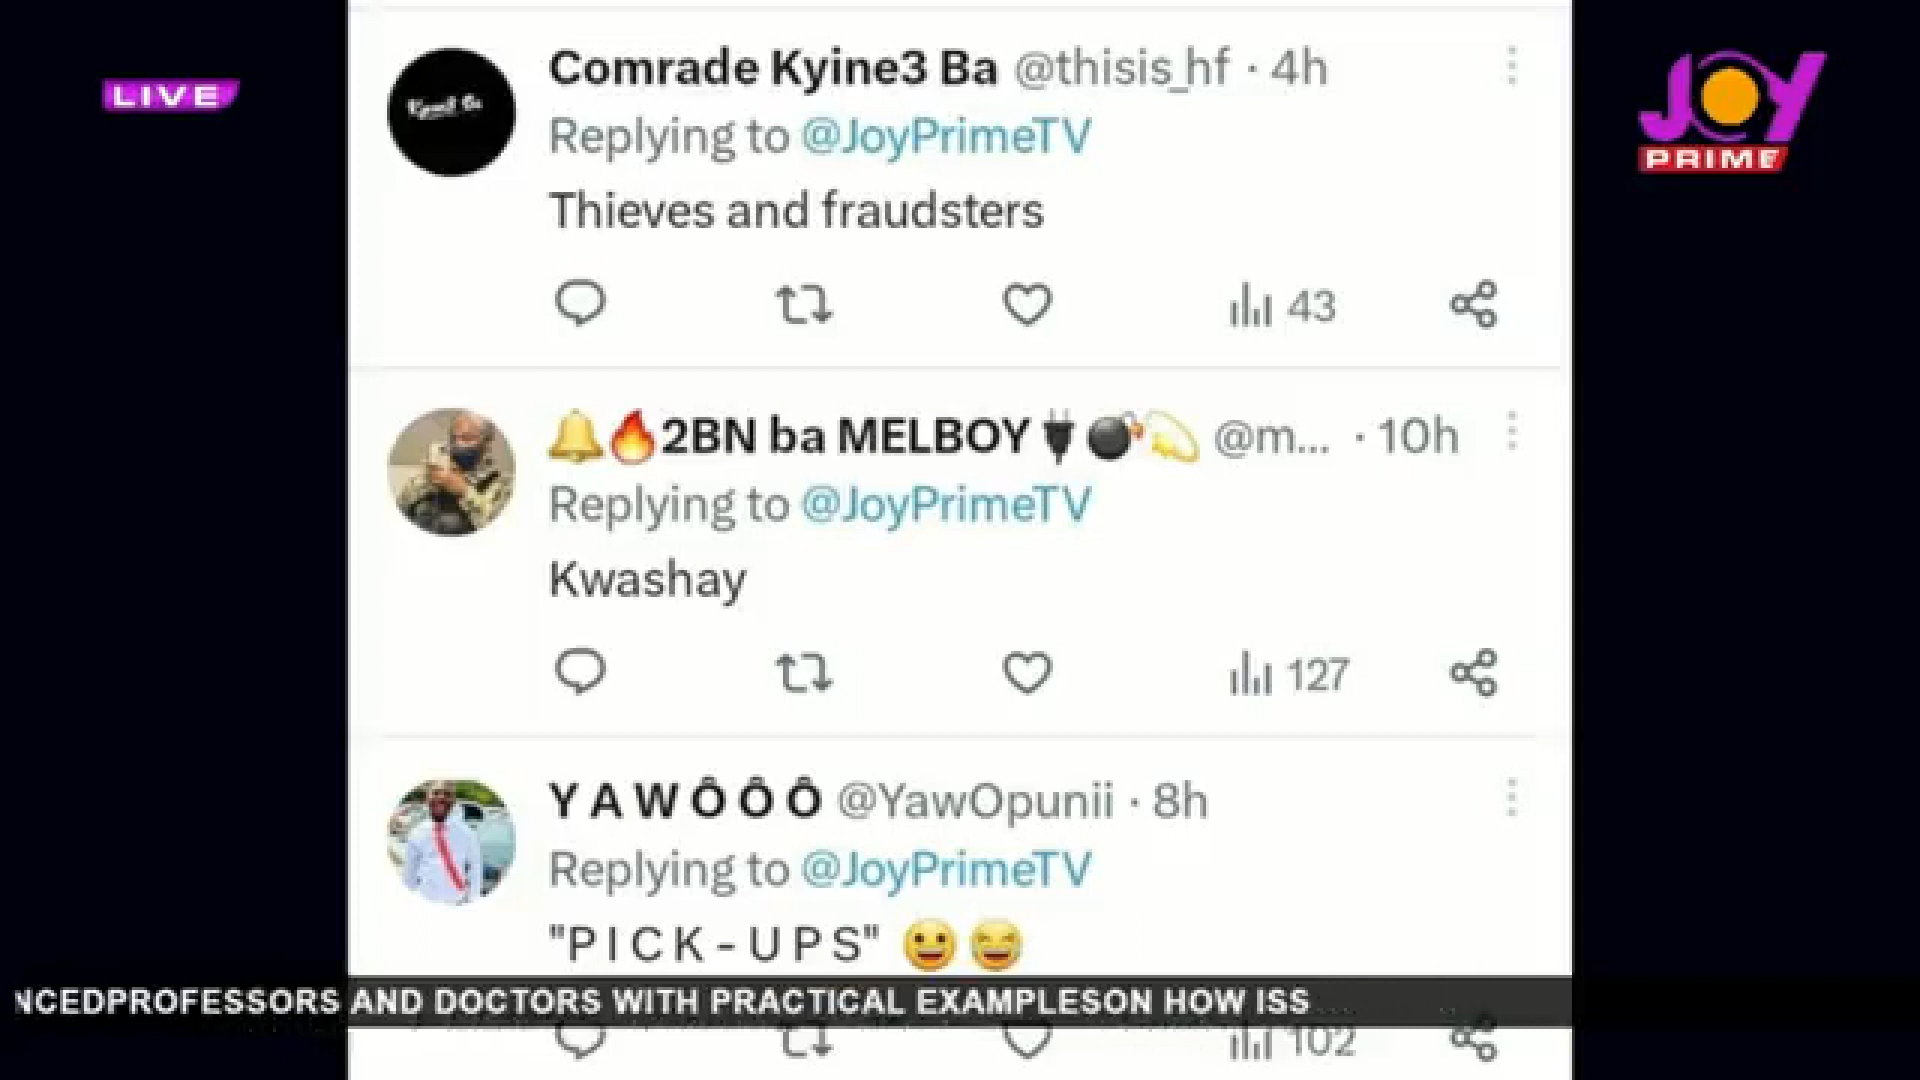 LIVE
JOY
PRIME
Comrade Kyine3 Ba @thisis_hf · 4h
Replying to @JoyPrimeTV
Thieves and fraudsters
43
🔔🔥2BN ba MELBOY🔌💣💫 @m... · 10h
Replying to @JoyPrimeTV
Kwashay
127
Y A W Ô Ô Ô @YawOpunii · 8h
Replying to @JoyPrimeTV
"P I C K - U P S" 😀😂
NCEDPROFESSORS AND DOCTORS WITH PRACTICAL EXAMPLESON HOW ISS
102